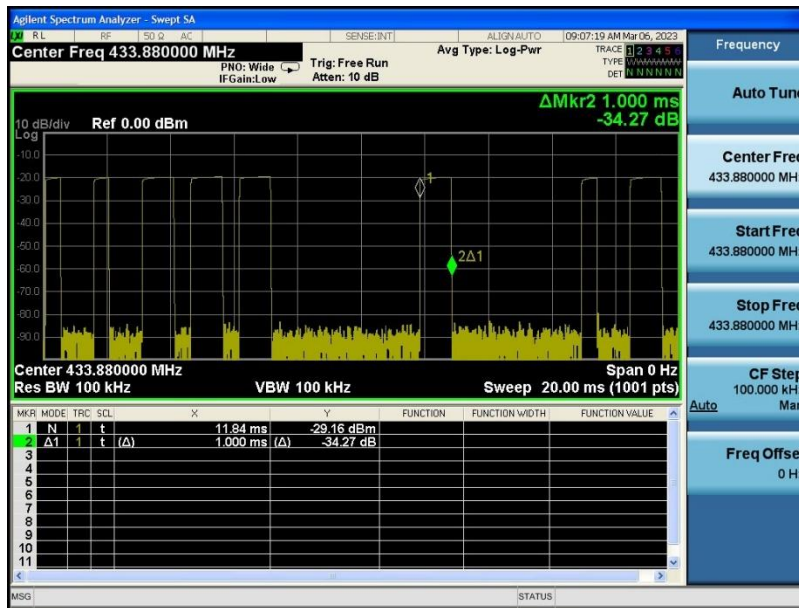 Agilent Spectrum Analyzer - Swept SA
RL RF 50 Ω AC SENSE:INT ALIGN AUTO 09:07:19 AM Mar 06, 2023
Center Freq 433.880000 MHz
PNO: Wide
IFGain:Low
Trig: Free Run
Atten: 10 dB
Avg Type: Log-Pwr
TRACE 1 2 3 4 5 6
TYPE
DET N N N N N N
ΔMkr2 1.000 ms
-34.27 dB
10 dB/div Ref 0.00 dBm
Log
-10.0
-20.0
-30.0
-40.0
-50.0
-60.0
-70.0
-80.0
-90.0
1
2Δ1
Center 433.880000 MHz Span 0 Hz
Res BW 100 kHz VBW 100 kHz Sweep 20.00 ms (1001 pts)
MKR MODE TRC SCL X Y FUNCTION FUNCTION WIDTH FUNCTION VALUE
1 N 1 t 11.84 ms -29.16 dBm
2 Δ1 1 t (Δ) 1.000 ms (Δ) -34.27 dB
3
4
5
6
7
8
9
10
11
MSG STATUS
Frequency
Auto Tune
Center Freq
433.880000 MH
Start Freq
433.880000 MH
Stop Freq
433.880000 MH
CF Step
100.000 kH
Auto Man
Freq Offse
0 H